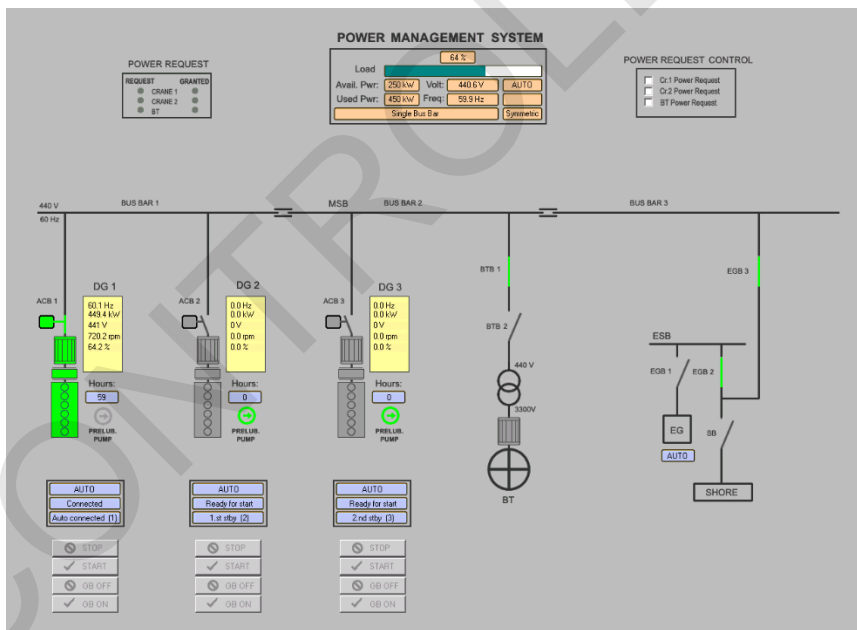 POWER MANAGEMENT SYSTEM
64 %
Load
Avail. Pwr: 250 kW Volt: 440.6 V AUTO
Used Pwr: 450 kW Freq: 59.9 Hz
Single Bus Bar Symmetric
POWER REQUEST
REQUEST GRANTED
CRANE 1
CRANE 2
BT
POWER REQUEST CONTROL
Cr.1 Power Request
Cr.2 Power Request
BT Power Request
440 V BUS BAR 1 MSB BUS BAR 2 BUS BAR 3
60 Hz
DG 1
ACB 1
60.1 Hz
449.4 kW
441 V
720.2 rpm
64.2 %
Hours:
59
PRELUB.
PUMP
AUTO
Connected
Auto connected (1)
STOP
START
GB OFF
GB ON
DG 2
ACB 2
0.0 Hz
0.0 kW
0 V
0.0 rpm
0.0 %
Hours:
0
PRELUB.
PUMP
AUTO
Ready for start
1.st stby (2)
STOP
START
GB OFF
GB ON
DG 3
ACB 3
0.0 Hz
0.0 kW
0 V
0.0 rpm
0.0 %
Hours:
0
PRELUB.
PUMP
AUTO
Ready for start
2.nd stby (3)
STOP
START
GB OFF
GB ON
BTB 1
BTB 2
440 V
3300V
BT
EGB 3
ESB
EGB 1 EGB 2
EG
AUTO
SB
SHORE